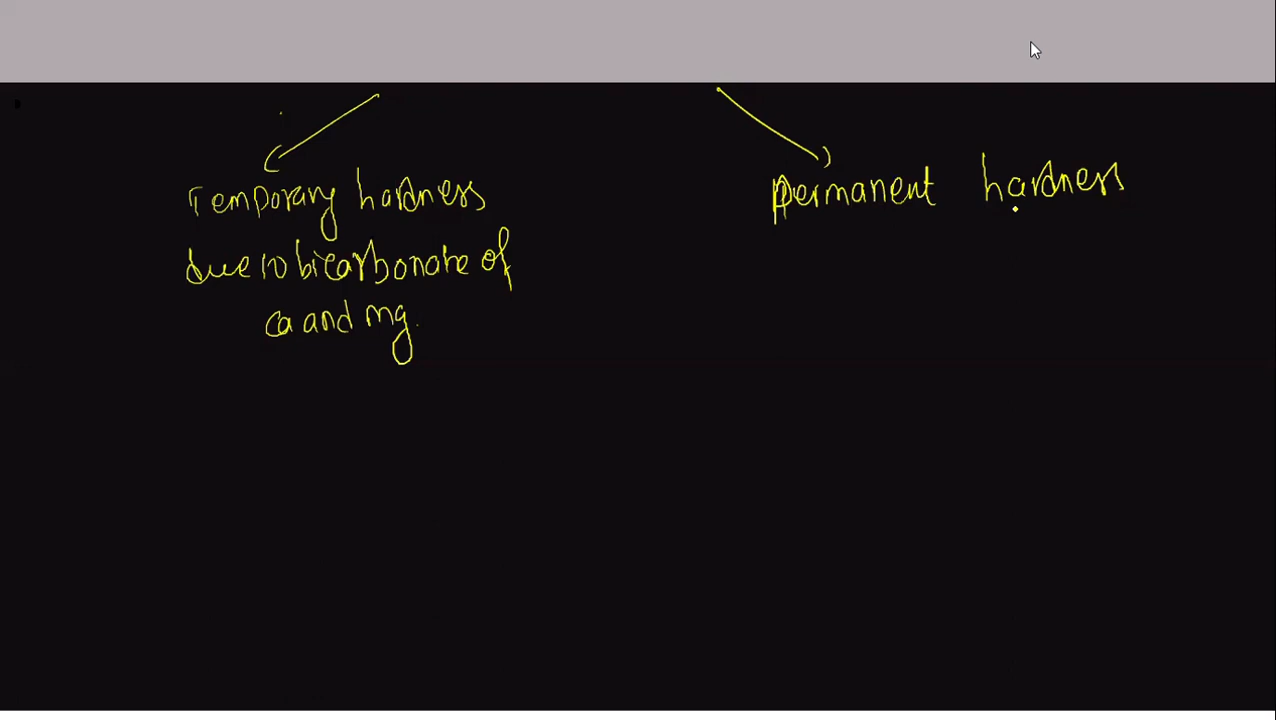 Temporary hardness
permanent hardness
due to bicarbonate of
ca and mg.